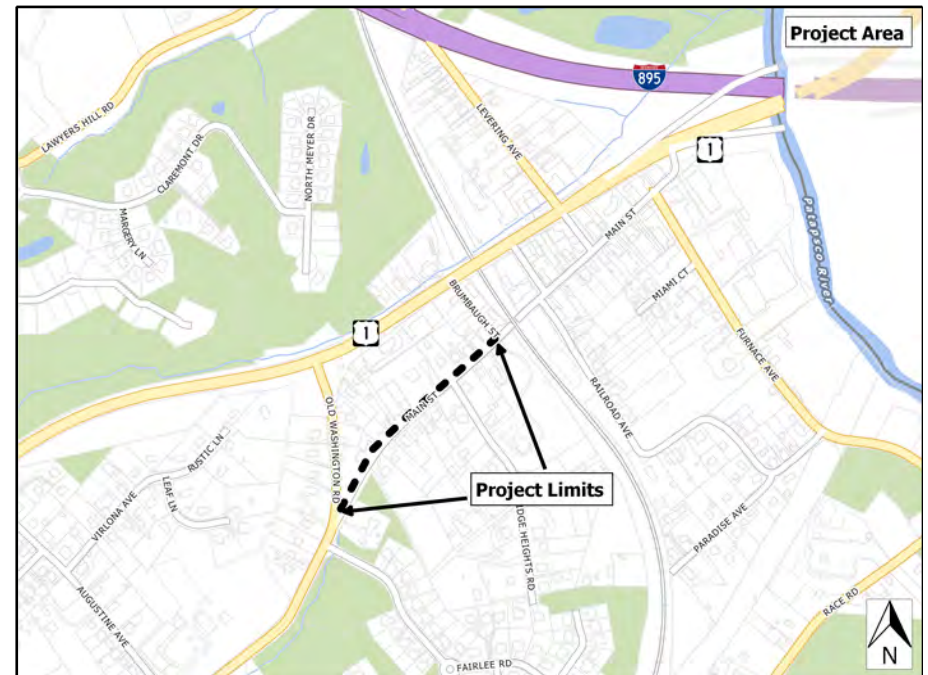 Project Area
895
LAWYERS HILL RD
LEVERING AVE
CLAREMONT DR
NORTH MEYER DR
1
MARGERY LN
MAIN ST
Patapsco River
MIAMI CT
BRUMBAUGH ST
1
FURNACE AVE
RAILROAD AVE
MAIN ST
OLD WASHINGTON RD
RUSTIC LN
Project Limits
LEAF LN
VIRLONA AVE
IDGE HEIGHTS RD
PARADISE AVE
AUGUSTINE AVE
RACE RD
N
FAIRLEE RD